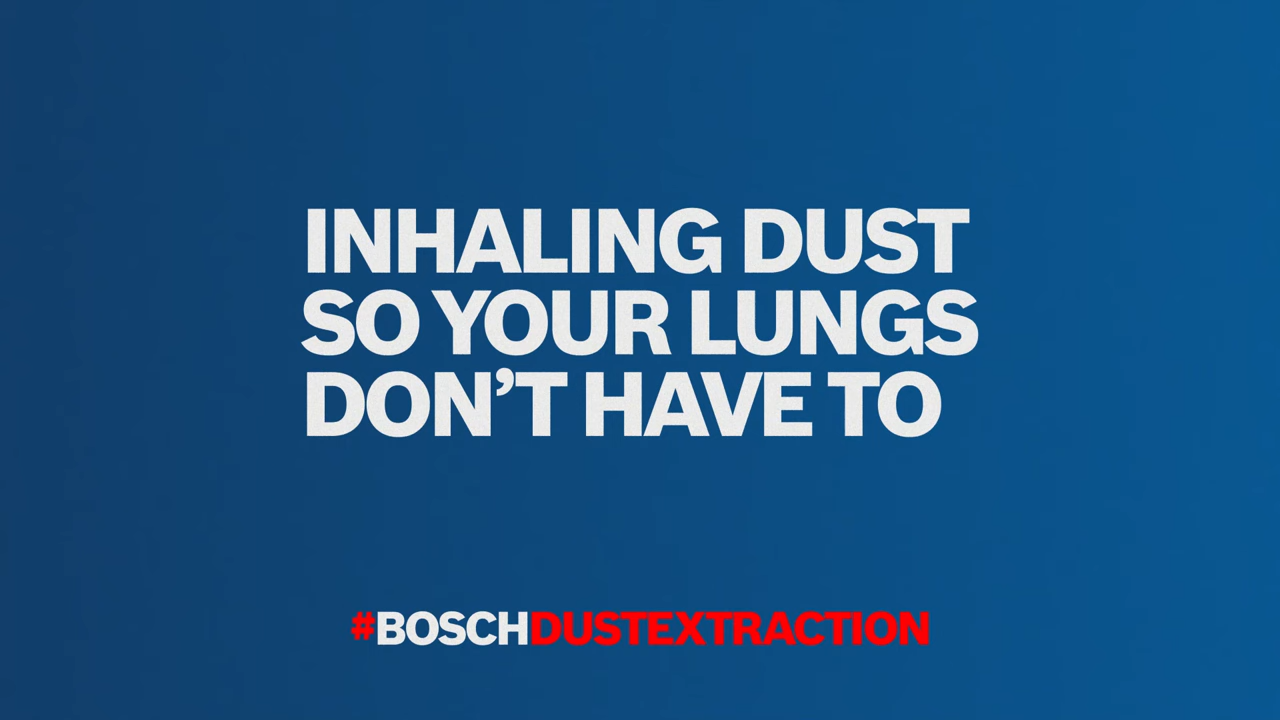 INHALING DUST
SO YOUR LUNGS
DON’T HAVE TO
#BOSCHDUSTEXTRACTION